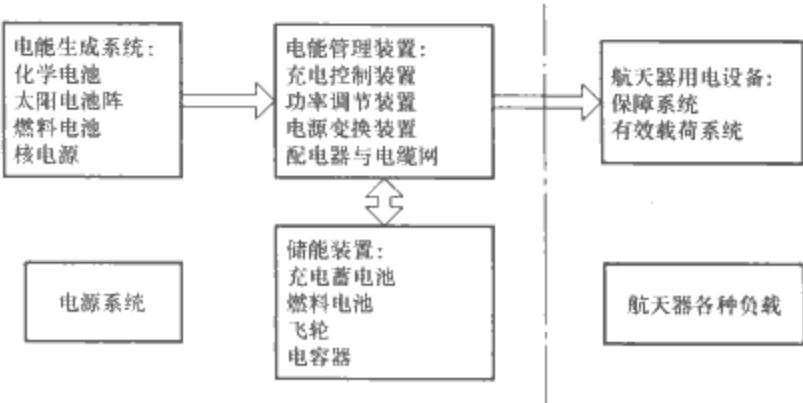 电能生成系统:
化学电池
太阳电池阵
燃料电池
核电源
电能管理装置:
充电控制装置
功率调节装置
电源变换装置
配电器与电缆网
航天器用电设备:
保障系统
有效载荷系统
储能装置:
充电蓄电池
燃料电池
飞轮
电容器
电源系统
航天器各种负载